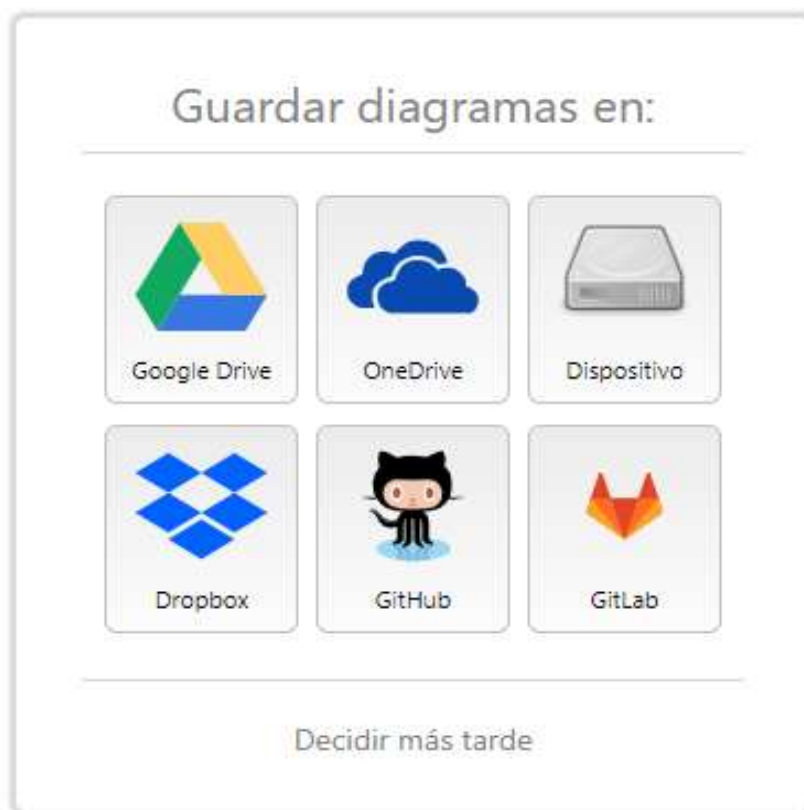 Guardar diagramas en:
Google Drive
OneDrive
Dispositivo
Dropbox
GitHub
GitLab
Decidir más tarde